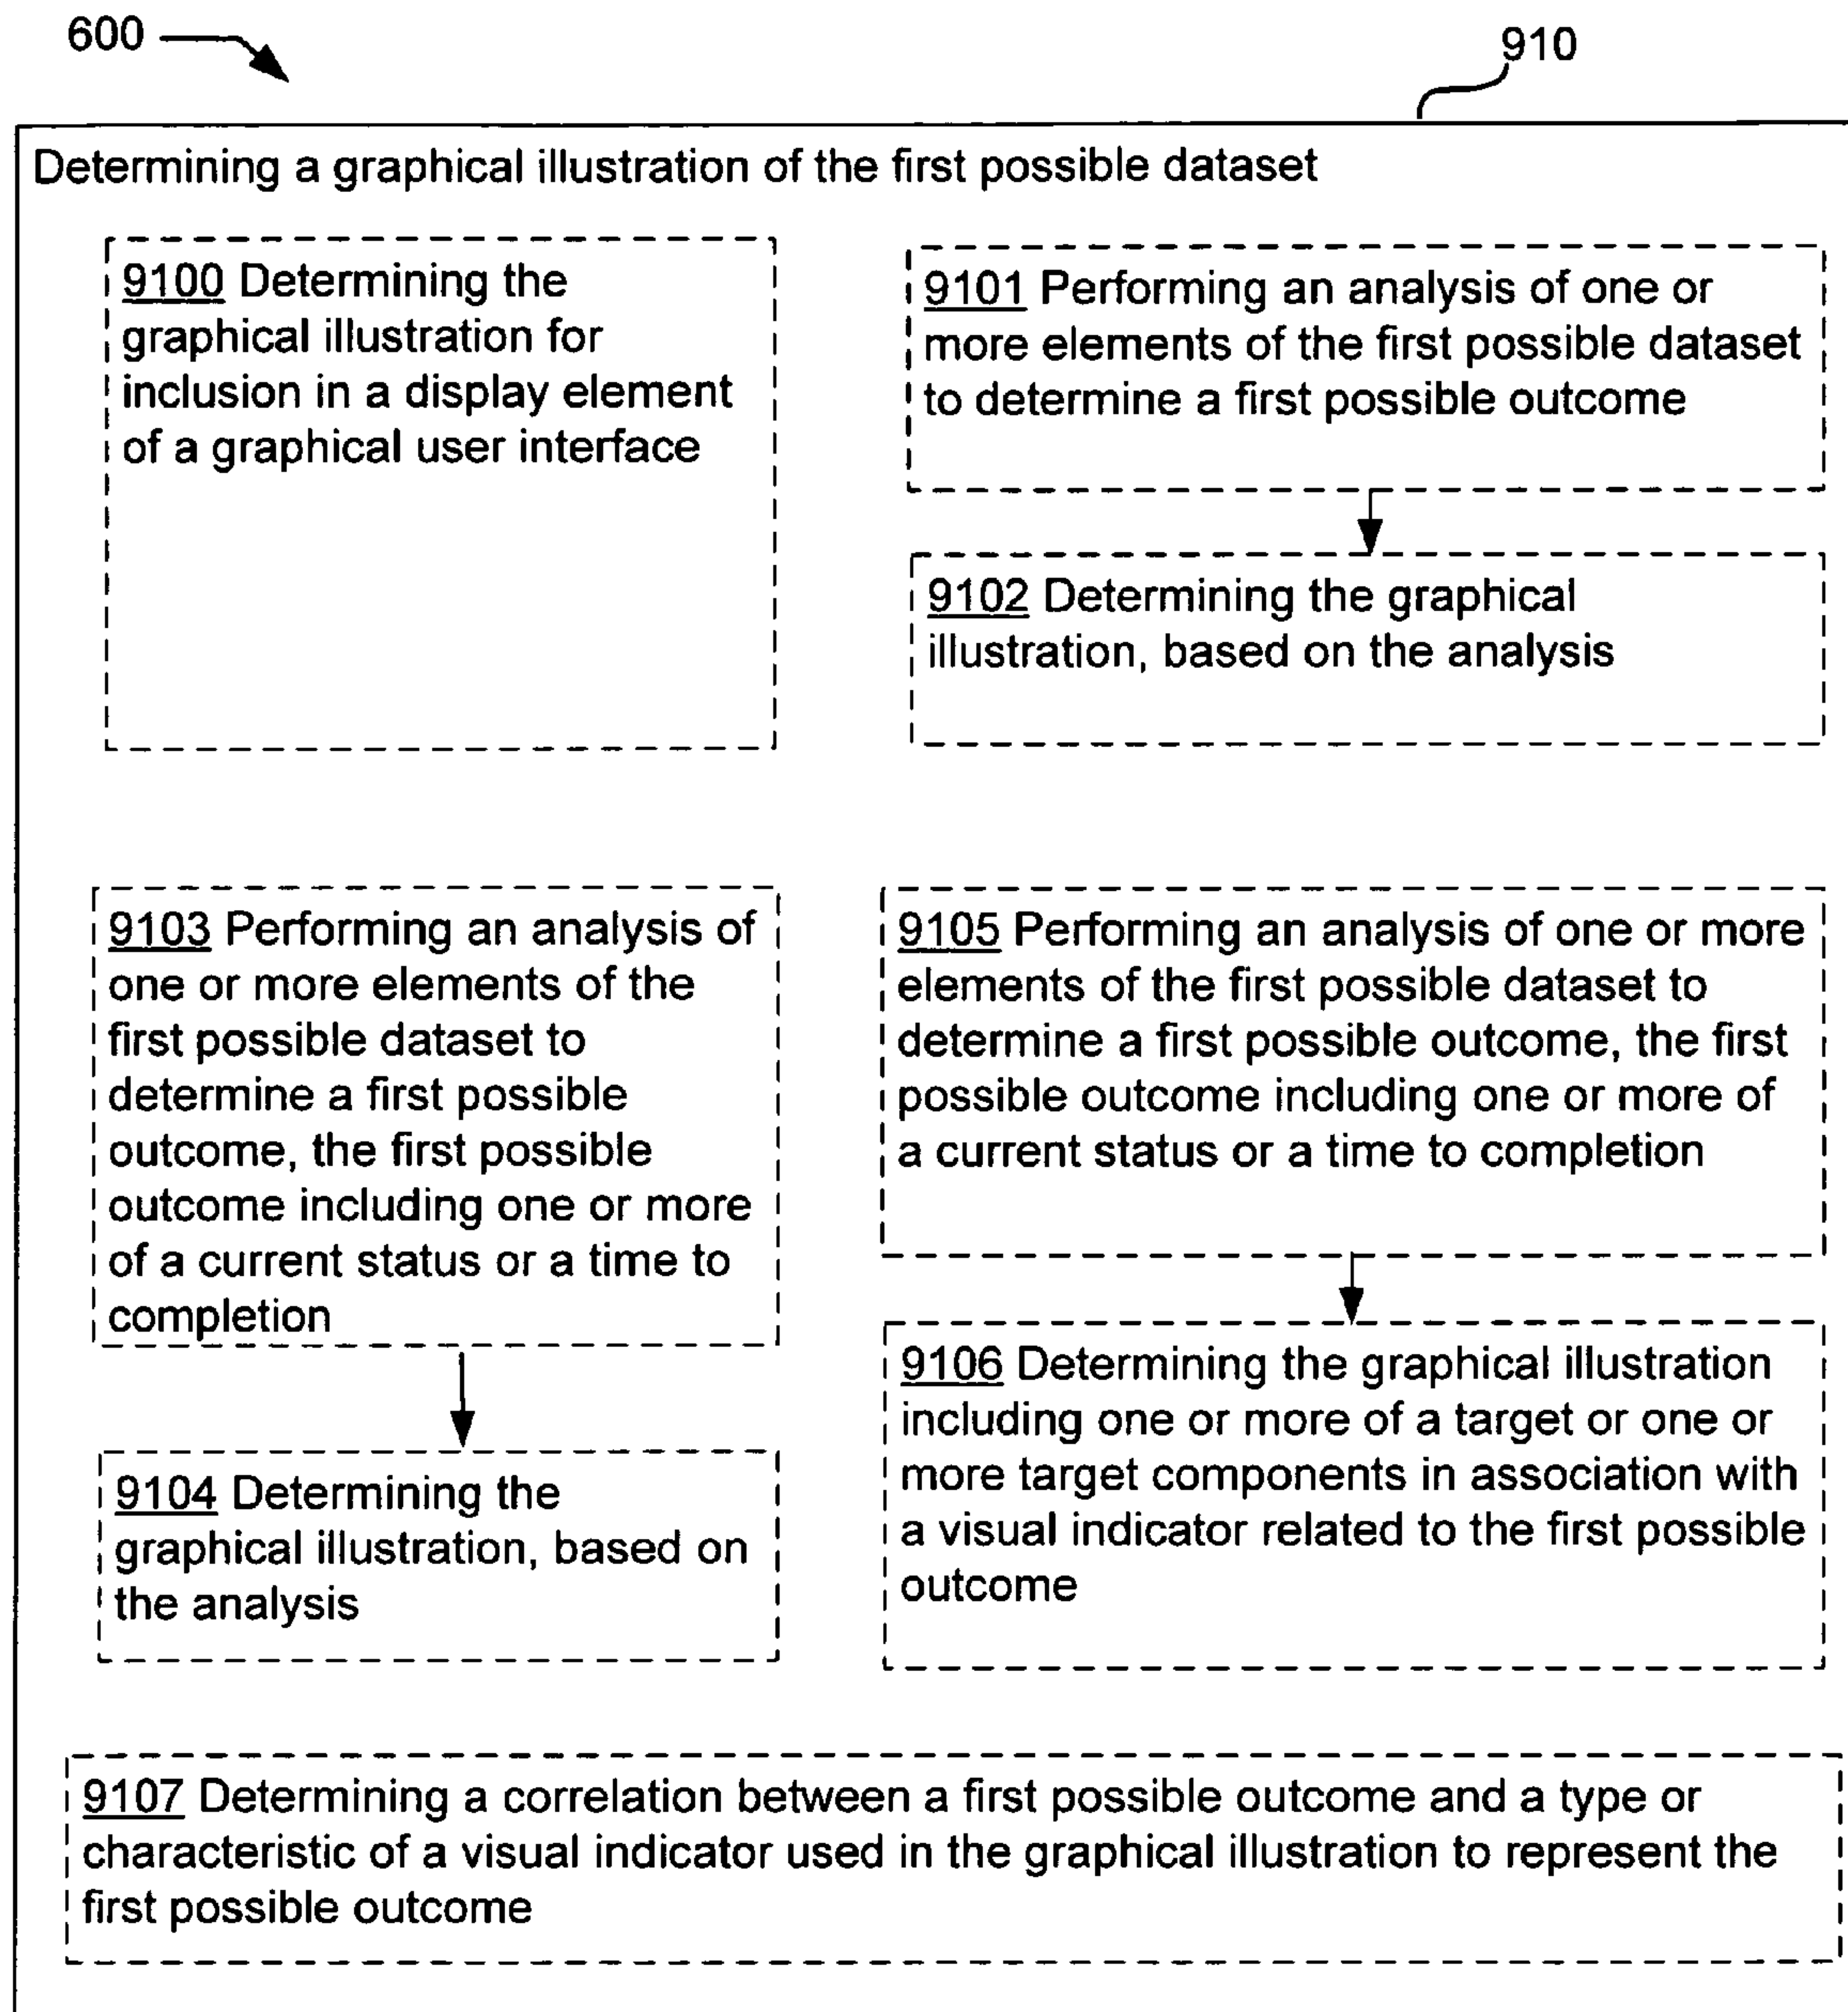 600
910
Determining a graphical illustration of the first possible dataset
9100 Determining the
graphical illustration for
inclusion in a display element
of a graphical user interface
9101 Performing an analysis of one or
more elements of the first possible dataset
to determine a first possible outcome
9102 Determining the graphical
illustration, based on the analysis
9103 Performing an analysis of
one or more elements of the
first possible dataset to
determine a first possible
outcome, the first possible
outcome including one or more
of a current status or a time to
completion
9104 Determining the
graphical illustration, based on
the analysis
9105 Performing an analysis of one or more
elements of the first possible dataset to
determine a first possible outcome, the first
possible outcome including one or more of
a current status or a time to completion
9106 Determining the graphical illustration
including one or more of a target or one or
more target components in association with
a visual indicator related to the first possible
outcome
9107 Determining a correlation between a first possible outcome and a type or
characteristic of a visual indicator used in the graphical illustration to represent the
first possible outcome